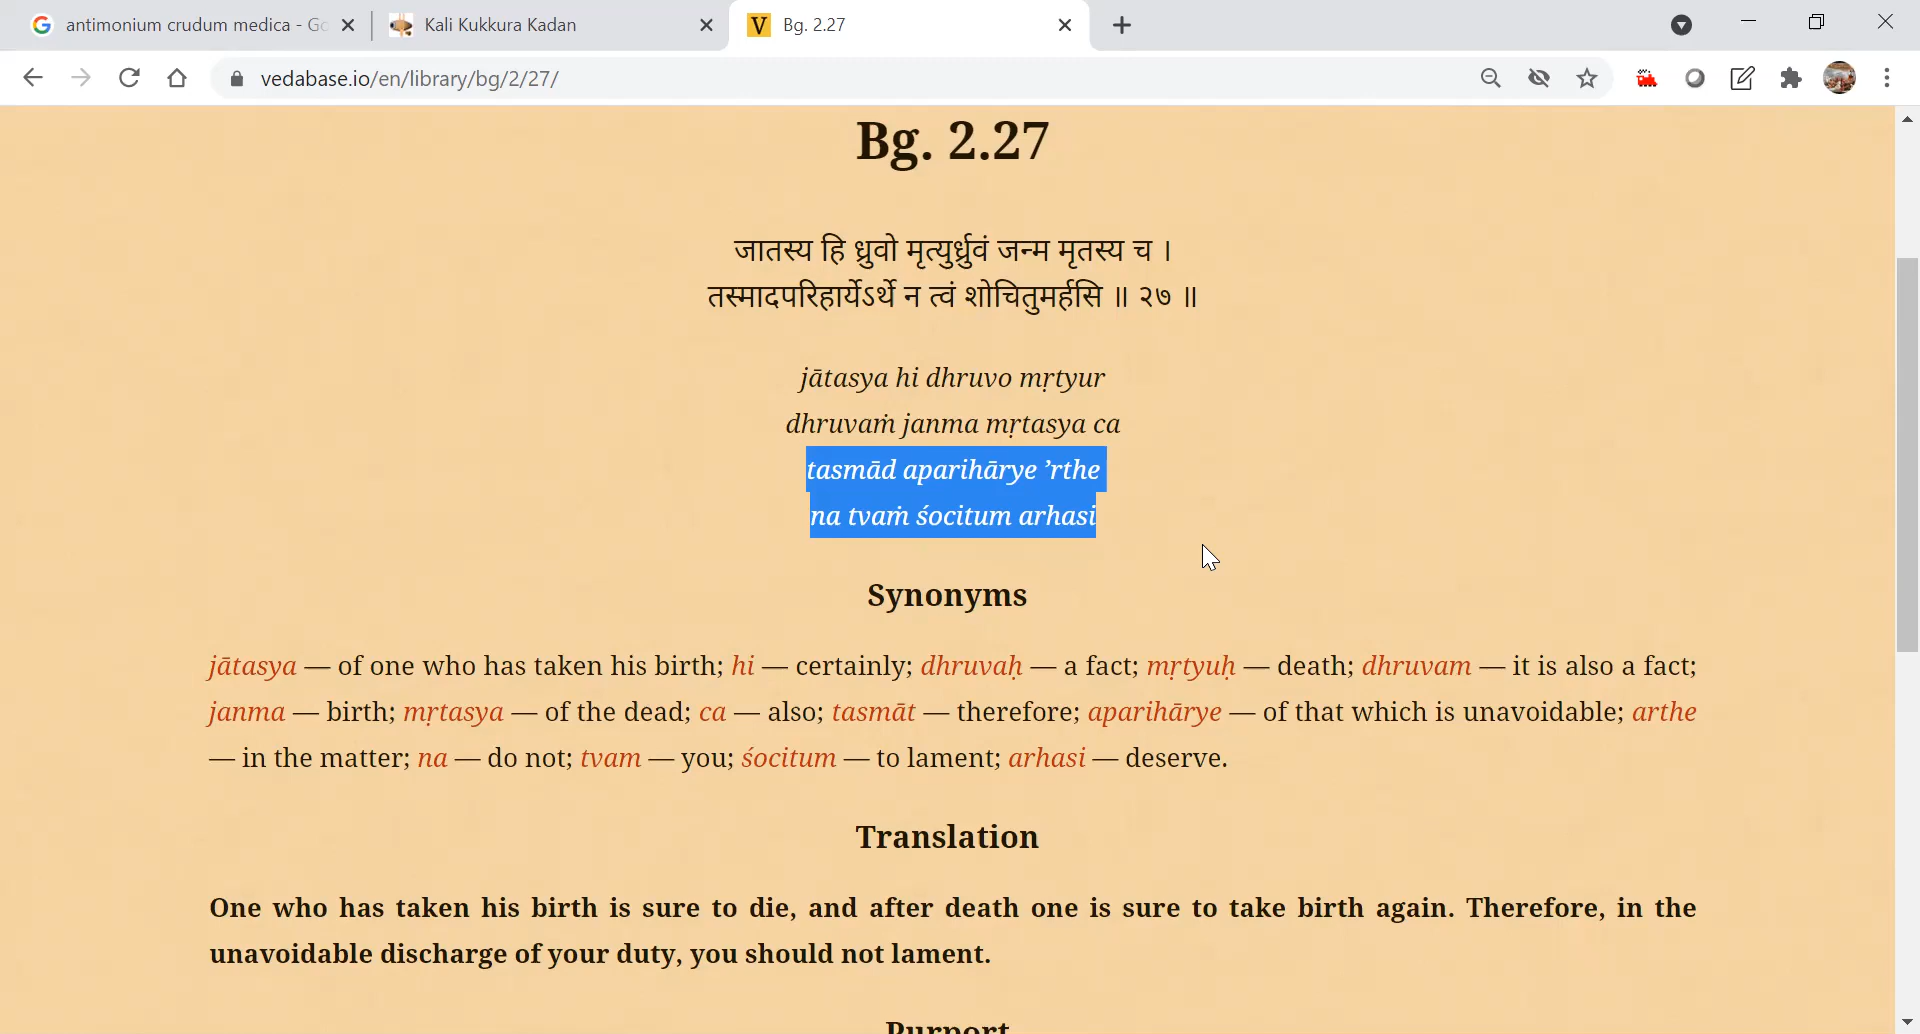 antimonium crudum medica - Go
Kali Kukkura Kadan
V Bg. 2.27
vedabase.io/en/library/bg/2/27/
Bg. 2.27
जातस्य हि ध्रुवो मृत्युर्ध्रुवं जन्म मृतस्य च ।
तस्मादपरिहार्येऽर्थे न त्वं शोचितुमर्हसि ॥ २७ ॥
jātasya hi dhruvo mṛtyur
dhruvaṁ janma mṛtasya ca
tasmād aparihārye ’rthe
na tvaṁ śocitum arhasi
Synonyms
jātasya — of one who has taken his birth; hi — certainly; dhruvaḥ — a fact; mṛtyuḥ — death; dhruvam — it is also a fact;
janma — birth; mṛtasya — of the dead; ca — also; tasmāt — therefore; aparihārye — of that which is unavoidable; arthe
— in the matter; na — do not; tvam — you; śocitum — to lament; arhasi — deserve.
Translation
One who has taken his birth is sure to die, and after death one is sure to take birth again. Therefore, in the
unavoidable discharge of your duty, you should not lament.
Purport